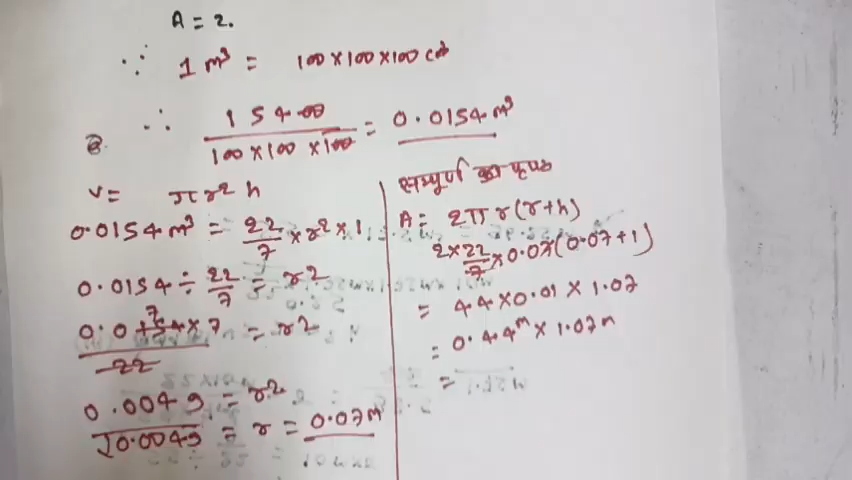 A = 2.
∵ 1 m³ = 100×100×100 cm³
∴ 15400 / 100×100×100 = 0.0154 m³
V = πr²h
0.0154 m³ = 22/7 × r² × 1
0.0154 ÷ 22/7 = r²
0.0154 × 7 / 22 = r²
0.0049 = r²
√0.0049 = r = 0.07 m
सम्पूर्ण का पृष्ठ
A = 2πr(r+h)
2×22/7×0.07(0.07+1)
= 4.4×0.01×1.07
= 0.44 m × 1.07 m
=